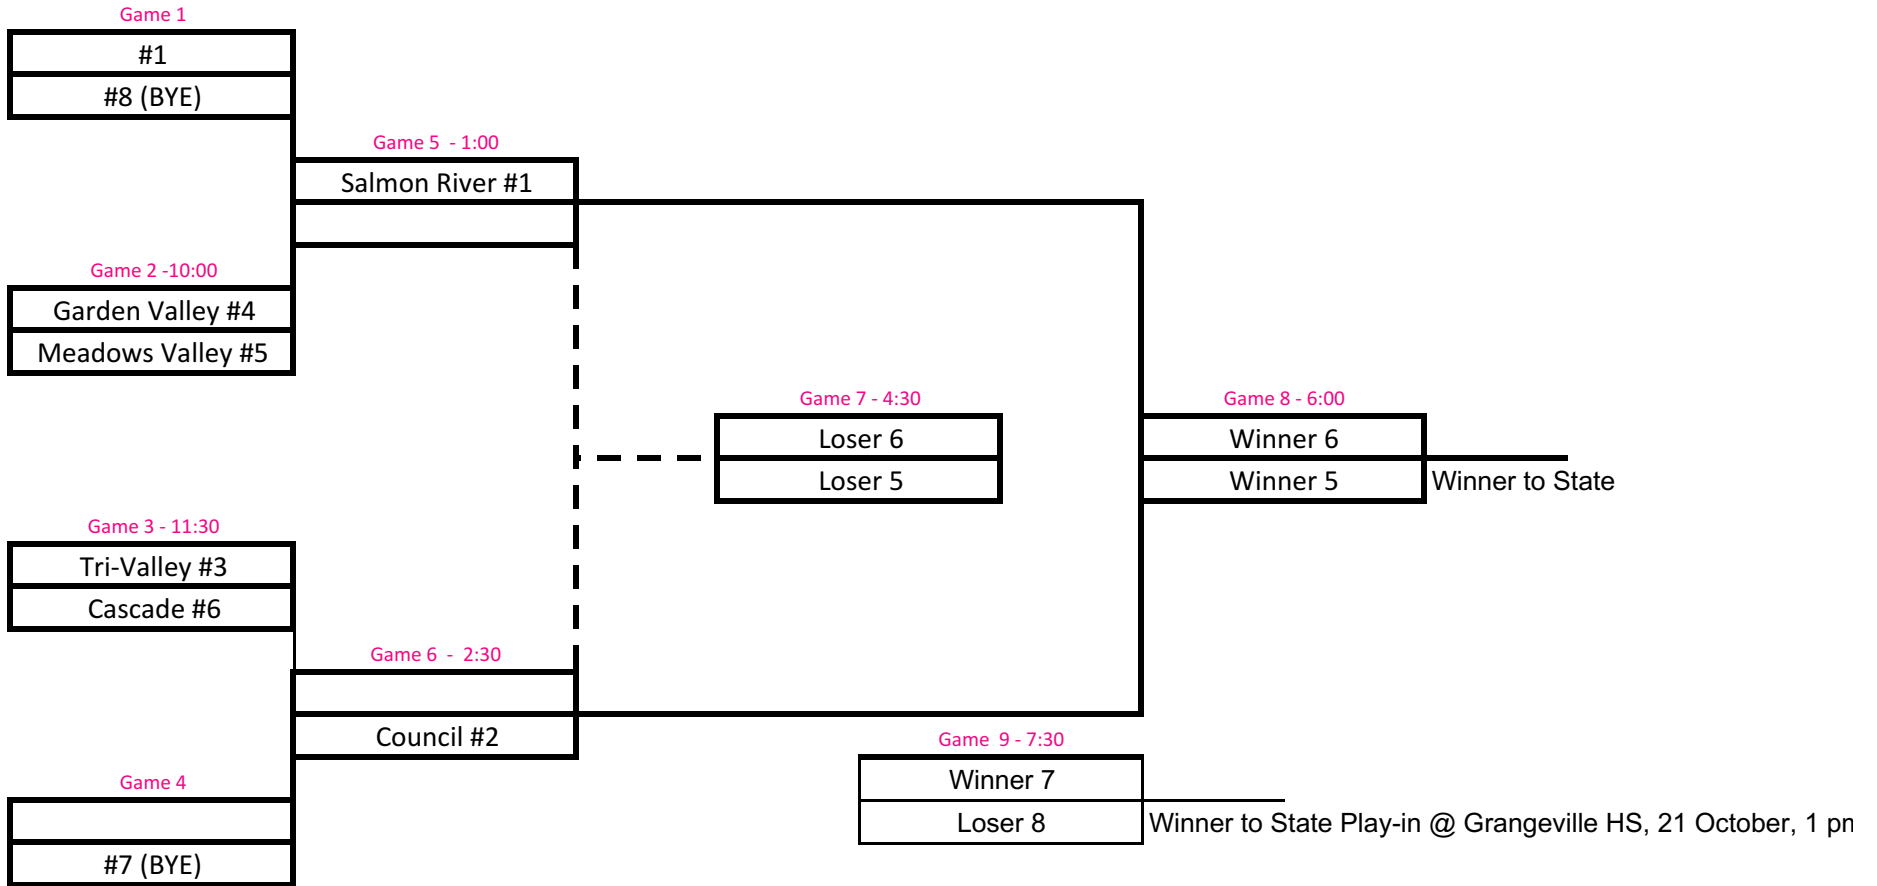 Game 1
#1
#8 (BYE)
Game 5 - 1:00
Salmon River #1
Game 2 -10:00
Garden Valley #4
Meadows Valley #5
Game 7 - 4:30
Loser 6
Loser 5
Game 8 - 6:00
Winner 6
Winner 5
Winner to State
Game 3 - 11:30
Tri-Valley #3
Cascade #6
Game 6 - 2:30
Council #2
Game 9 - 7:30
Winner 7
Loser 8
Winner to State Play-in @ Grangeville HS, 21 October, 1 pn
Game 4
#7 (BYE)